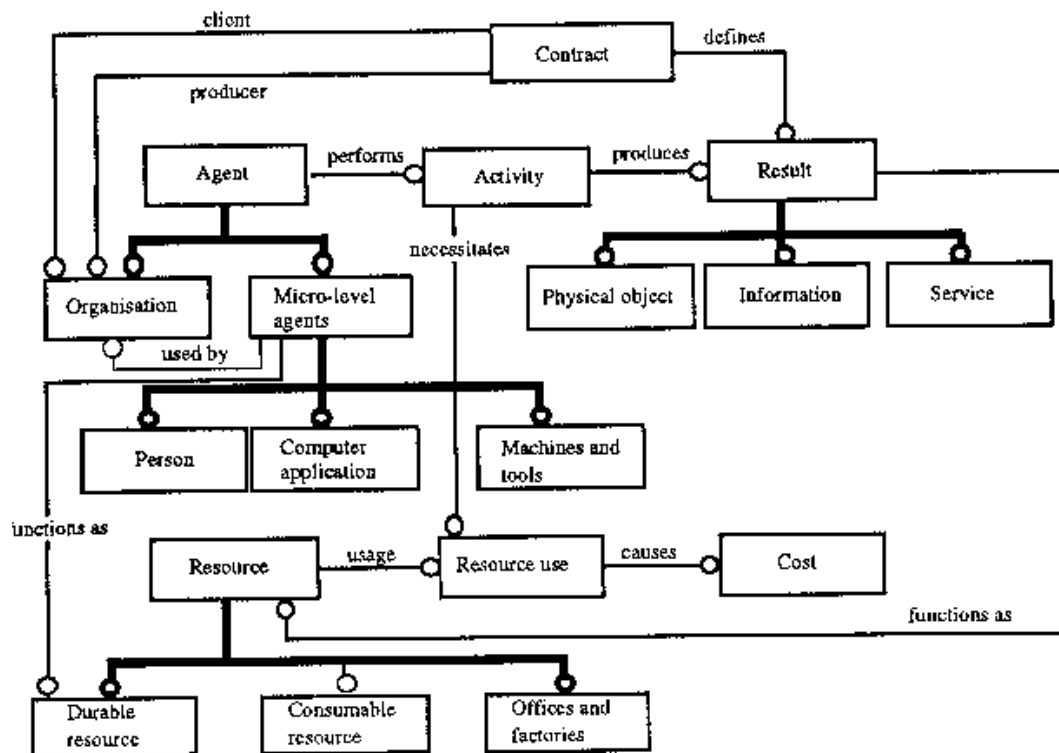 client
Contract
defines
producer
Agent
performs
Activity
produces
Result
necessitates
Organisation
Micro-level
agents
Physical object
Information
Service
used by
Person
Computer
application
Machines and
tools
unctions as
Resource
usage
Resource use
causes
Cost
functions as
Durable
resource
Consumable
resource
Offices and
factories